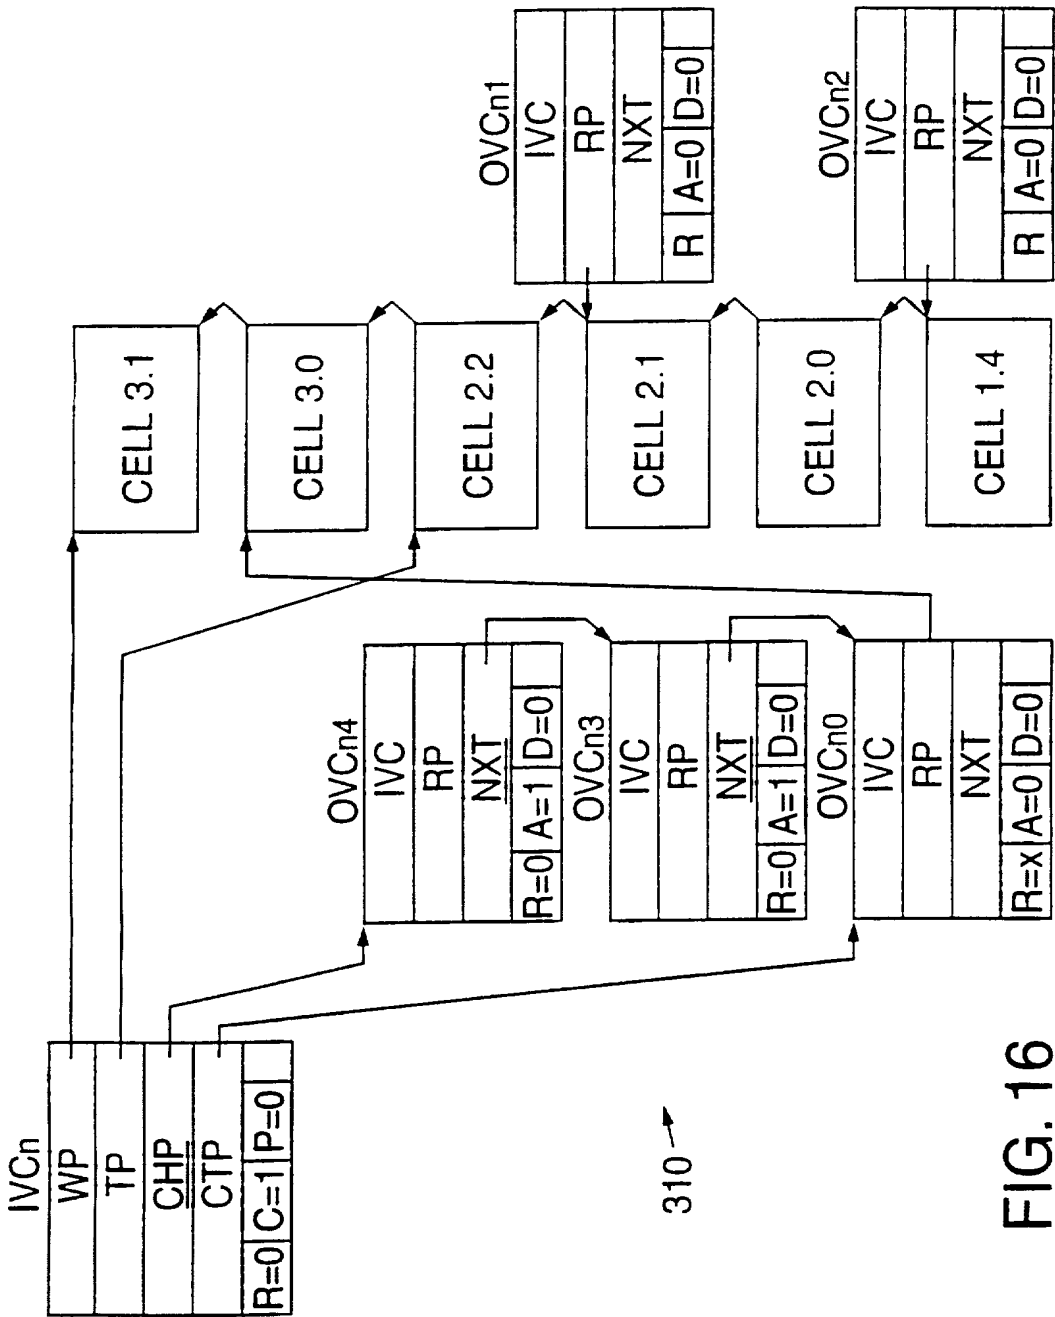 IVCn
WP
TP
CHP
CTP
R=0 C=1 P=0
OVCn4
IVC
RP
NXT
R=0 A=1 D=0
OVCn3
IVC
RP
NXT
R=0 A=1 D=0
OVCn0
IVC
RP
NXT
R=x A=0 D=0
CELL 3.1
CELL 3.0
CELL 2.2
CELL 2.1
CELL 2.0
CELL 1.4
OVCn1
IVC
RP
NXT
R A=0 D=0
OVCn2
IVC
RP
NXT
R A=0 D=0
310
FIG. 16